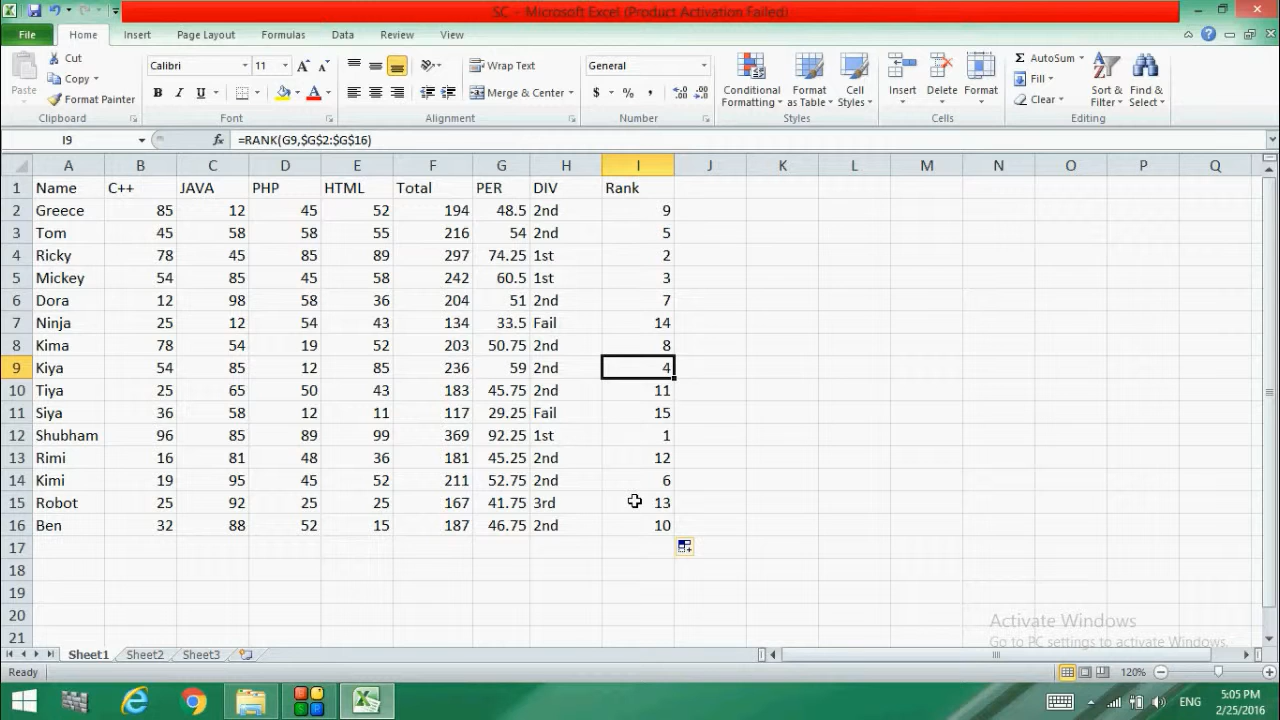 SC - Microsoft Excel (Product Activation Failed)
File Home Insert Page Layout Formulas Data Review View
Paste
Cut
Copy
Format Painter
Clipboard
Calibri 11
B I U
Font
Wrap Text
Merge & Center
Alignment
General
$ % ,
Number
Conditional Formatting
Format as Table
Cell Styles
Styles
Insert Delete Format
Cells
AutoSum
Fill
Clear
Sort & Filter
Find & Select
Editing
I9 fx =RANK(G9,$G$2:$G$16)
A B C D E F G H I J K L M N O P Q
1 Name C++ JAVA PHP HTML Total PER DIV Rank
2 Greece 85 12 45 52 194 48.5 2nd 9
3 Tom 45 58 58 55 216 54 2nd 5
4 Ricky 78 45 85 89 297 74.25 1st 2
5 Mickey 54 85 45 58 242 60.5 1st 3
6 Dora 12 98 58 36 204 51 2nd 7
7 Ninja 25 12 54 43 134 33.5 Fail 14
8 Kima 78 54 19 52 203 50.75 2nd 8
9 Kiya 54 85 12 85 236 59 2nd 4
10 Tiya 25 65 50 43 183 45.75 2nd 11
11 Siya 36 58 12 11 117 29.25 Fail 15
12 Shubham 96 85 89 99 369 92.25 1st 1
13 Rimi 16 81 48 36 181 45.25 2nd 12
14 Kimi 19 95 45 52 211 52.75 2nd 6
15 Robot 25 92 25 25 167 41.75 3rd 13
16 Ben 32 88 52 15 187 46.75 2nd 10
17
18
19
20
21
Activate Windows
Go to PC settings to activate Windows.
Sheet1 Sheet2 Sheet3
Ready 120%
ENG 5:05 PM
2/25/2016